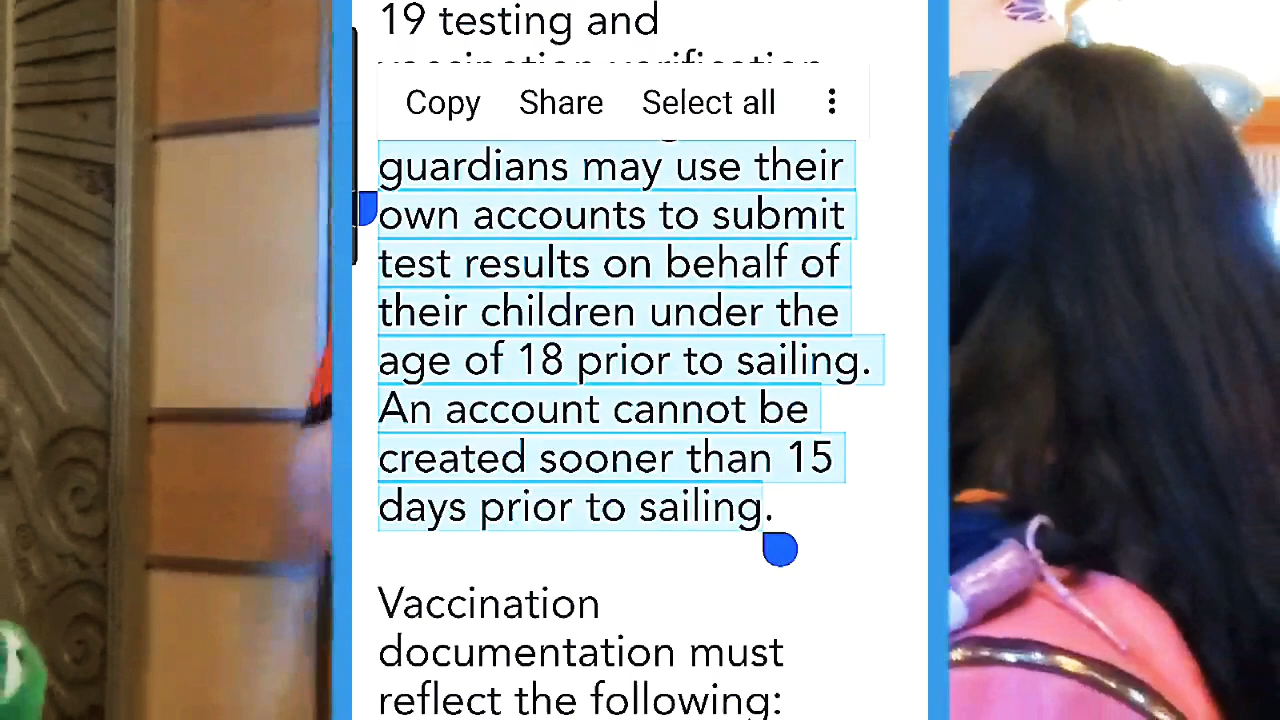 19 testing and
vaccination verification
Copy Share Select all
guardians may use their
own accounts to submit
test results on behalf of
their children under the
age of 18 prior to sailing.
An account cannot be
created sooner than 15
days prior to sailing.
Vaccination
documentation must
reflect the following: